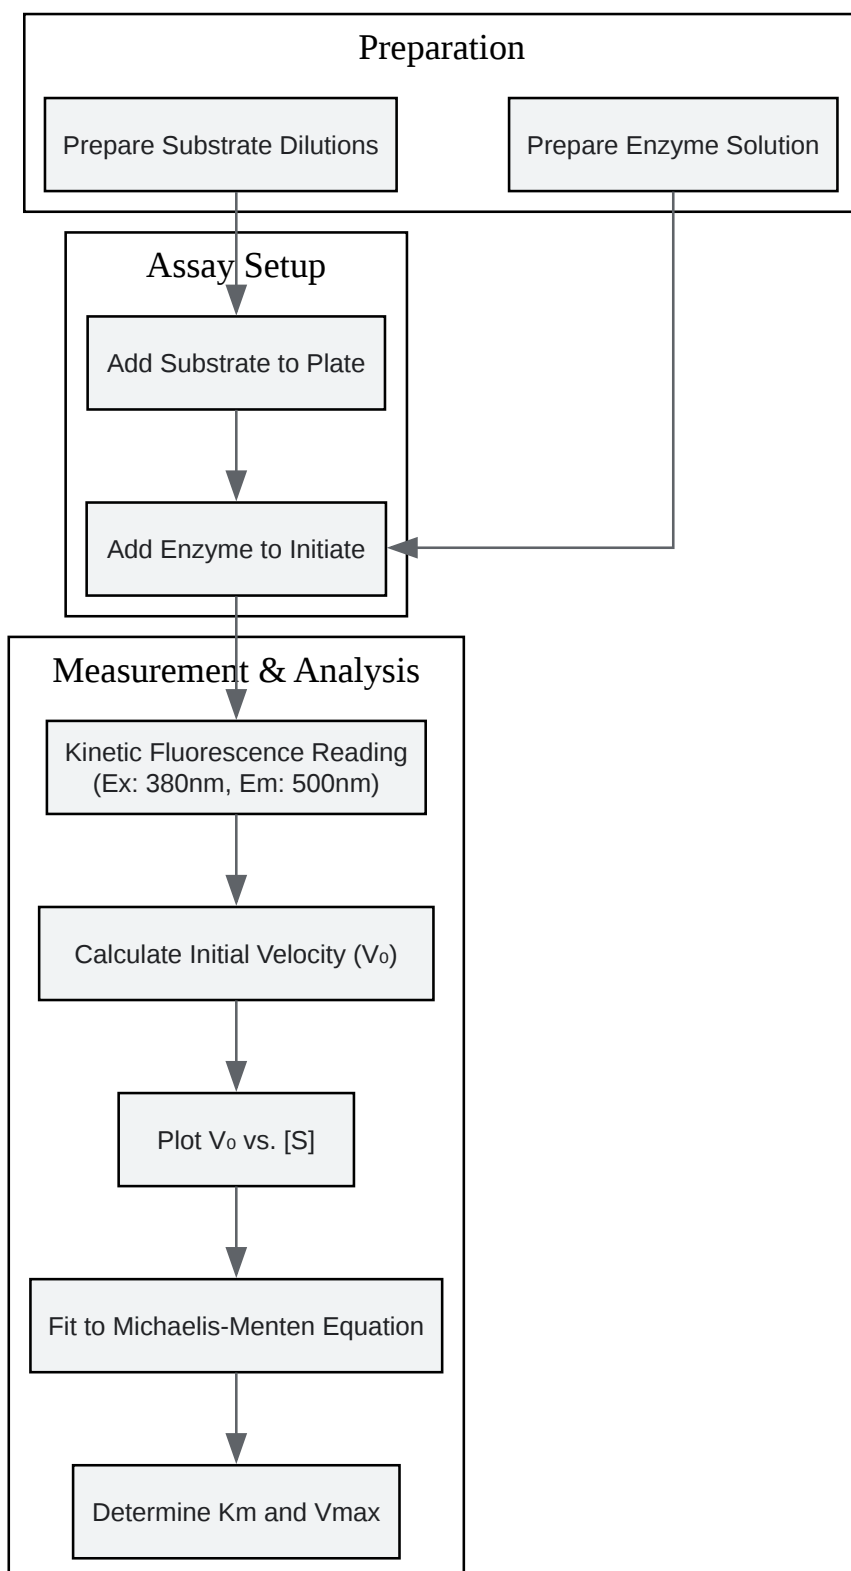 Preparation
Prepare Substrate Dilutions
Prepare Enzyme Solution
Assay Setup
Add Substrate to Plate
Add Enzyme to Initiate
Measurement & Analysis
Kinetic Fluorescence Reading
(Ex: 380nm, Em: 500nm)
Calculate Initial Velocity (V₀)
Plot V₀ vs. [S]
Fit to Michaelis-Menten Equation
Determine Km and Vmax